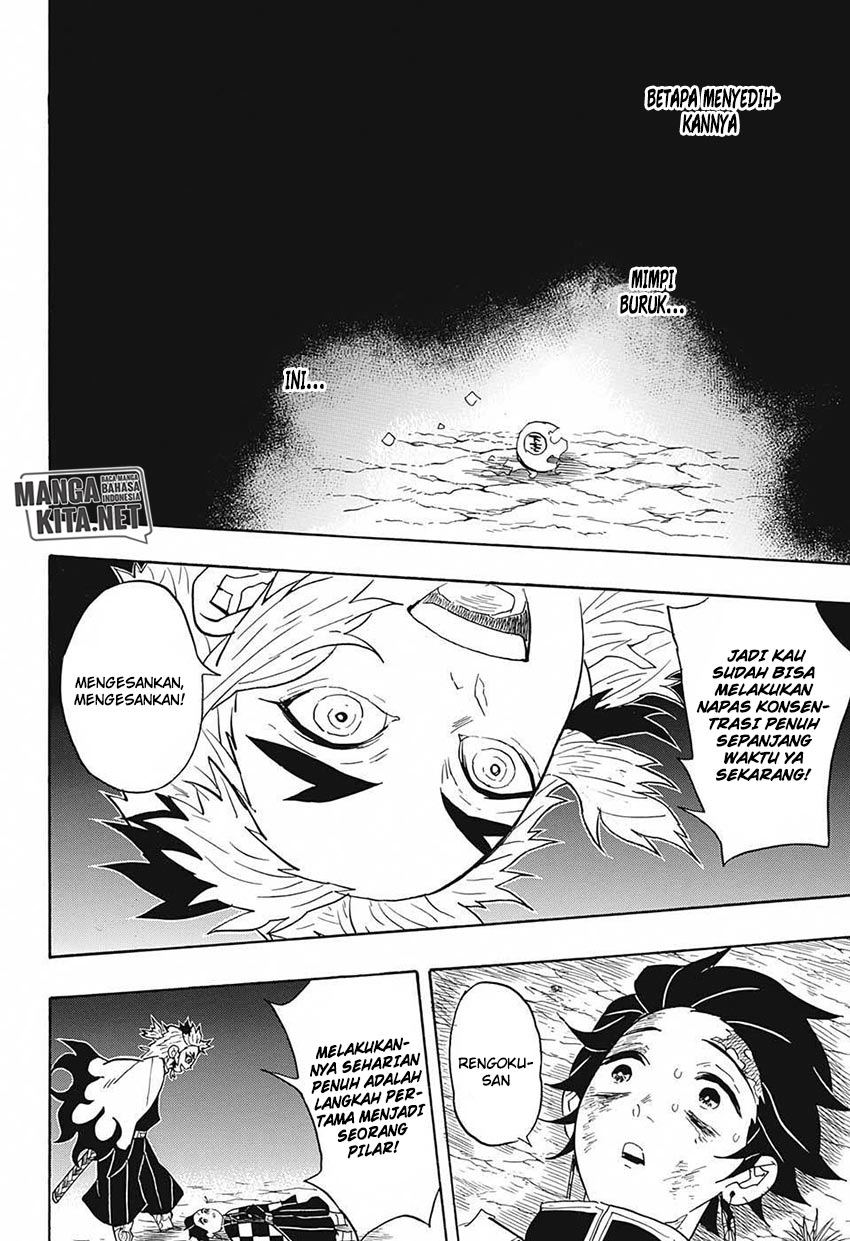 BETAPA MENYEDIH-
KANNYA
MIMPI
BURUK...
INI...
MANGA
KITA.NET
BACA MANGA
BAHASA
INDONESIA
JADI KAU
SUDAH BISA
MELAKUKAN
NAPAS KONSEN-
TRASI PENUH
SEPANJANG
WAKTU YA
SEKARANG!
MENGESANKAN,
MENGESANKAN!
RENGOKU-
SAN
MELAKUKAN-
NYA SEHARIAN
PENUH ADALAH
LANGKAH PER-
TAMA MENJADI
SEORANG
PILAR!